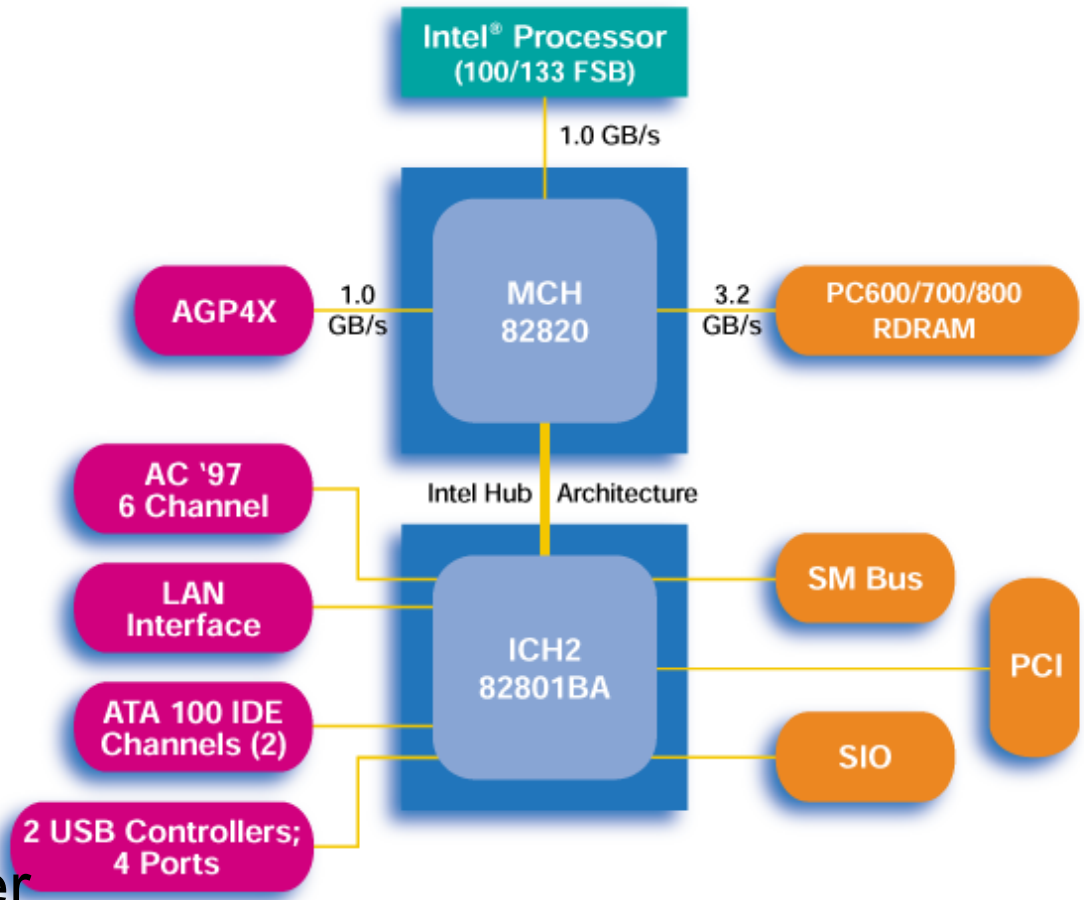 Intel® Processor
(100/133 FSB)
1.0 GB/s
AGP4X
1.0
GB/s
MCH
82820
3.2
GB/s
PC600/700/800
RDRAM
Intel Hub Architecture
AC '97
6 Channel
LAN
Interface
ATA 100 IDE
Channels (2)
2 USB Controllers;
4 Ports
ICH2
82801BA
SM Bus
PCI
SIO
er